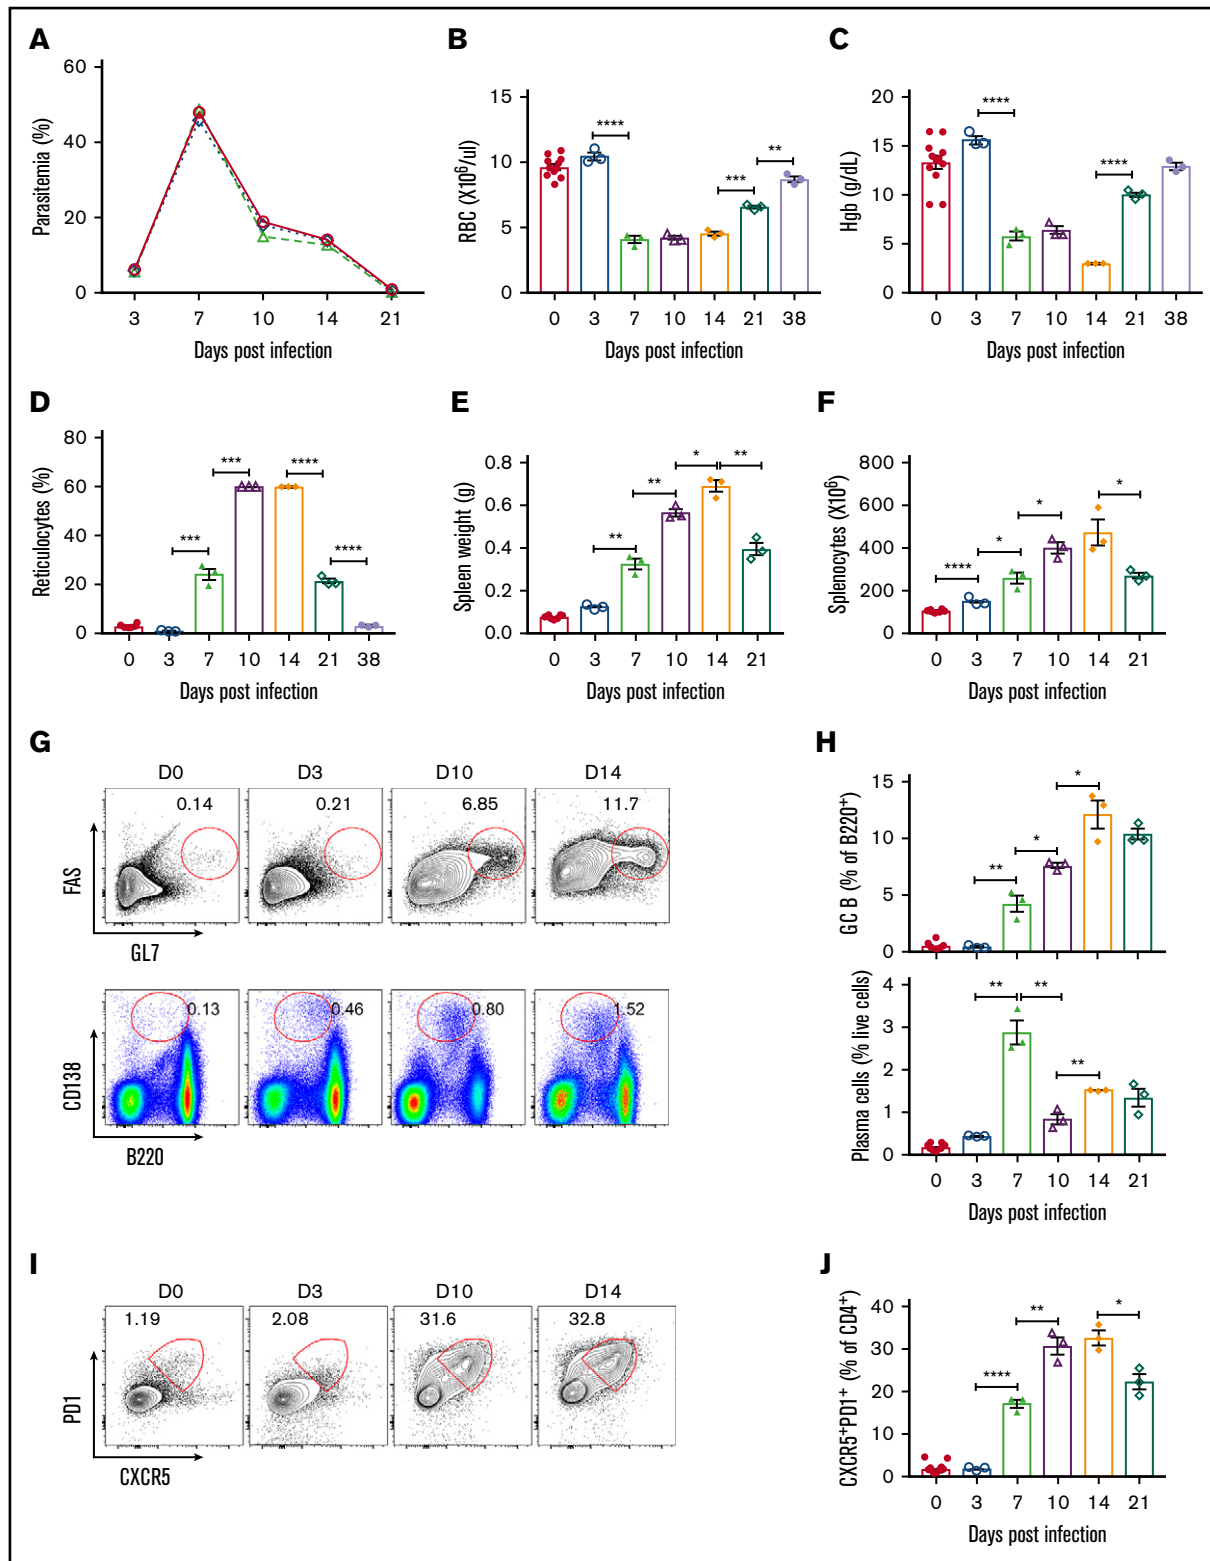 A
Parasitemia (%)
60
40
20
0
3 7 10 14 21
Days post infection
B
RBC (X10⁶/ul)
15
10
5
0
****
***
**
0 3 7 10 14 21 38
Days post infection
C
Hgb (g/dL)
20
15
10
5
0
****
****
0 3 7 10 14 21 38
Days post infection
D
Reticulocytes (%)
80
60
40
20
0
***
***
****
****
0 3 7 10 14 21 38
Days post infection
E
Spleen weight (g)
0.8
0.6
0.4
0.2
0.0
**
**
*
**
0 3 7 10 14 21
Days post infection
F
Splenocytes (X10⁶)
800
600
400
200
0
****
*
*
*
0 3 7 10 14 21
Days post infection
G
D0 D3 D10 D14
0.14 0.21 6.85 11.7
FAS
GL7
0.13 0.46 0.80 1.52
CD138
B220
H
GC B (% of B220⁺)
15
10
5
0
**
*
*
Plasma cells (% live cells)
4
3
2
1
0
** **
**
0 3 7 10 14 21
Days post infection
I
D0 D3 D10 D14
1.19 2.08 31.6 32.8
PD1
CXCR5
J
CXCR5⁺PD1⁺ (% of CD4⁺)
40
30
20
10
0
****
**
*
0 3 7 10 14 21
Days post infection